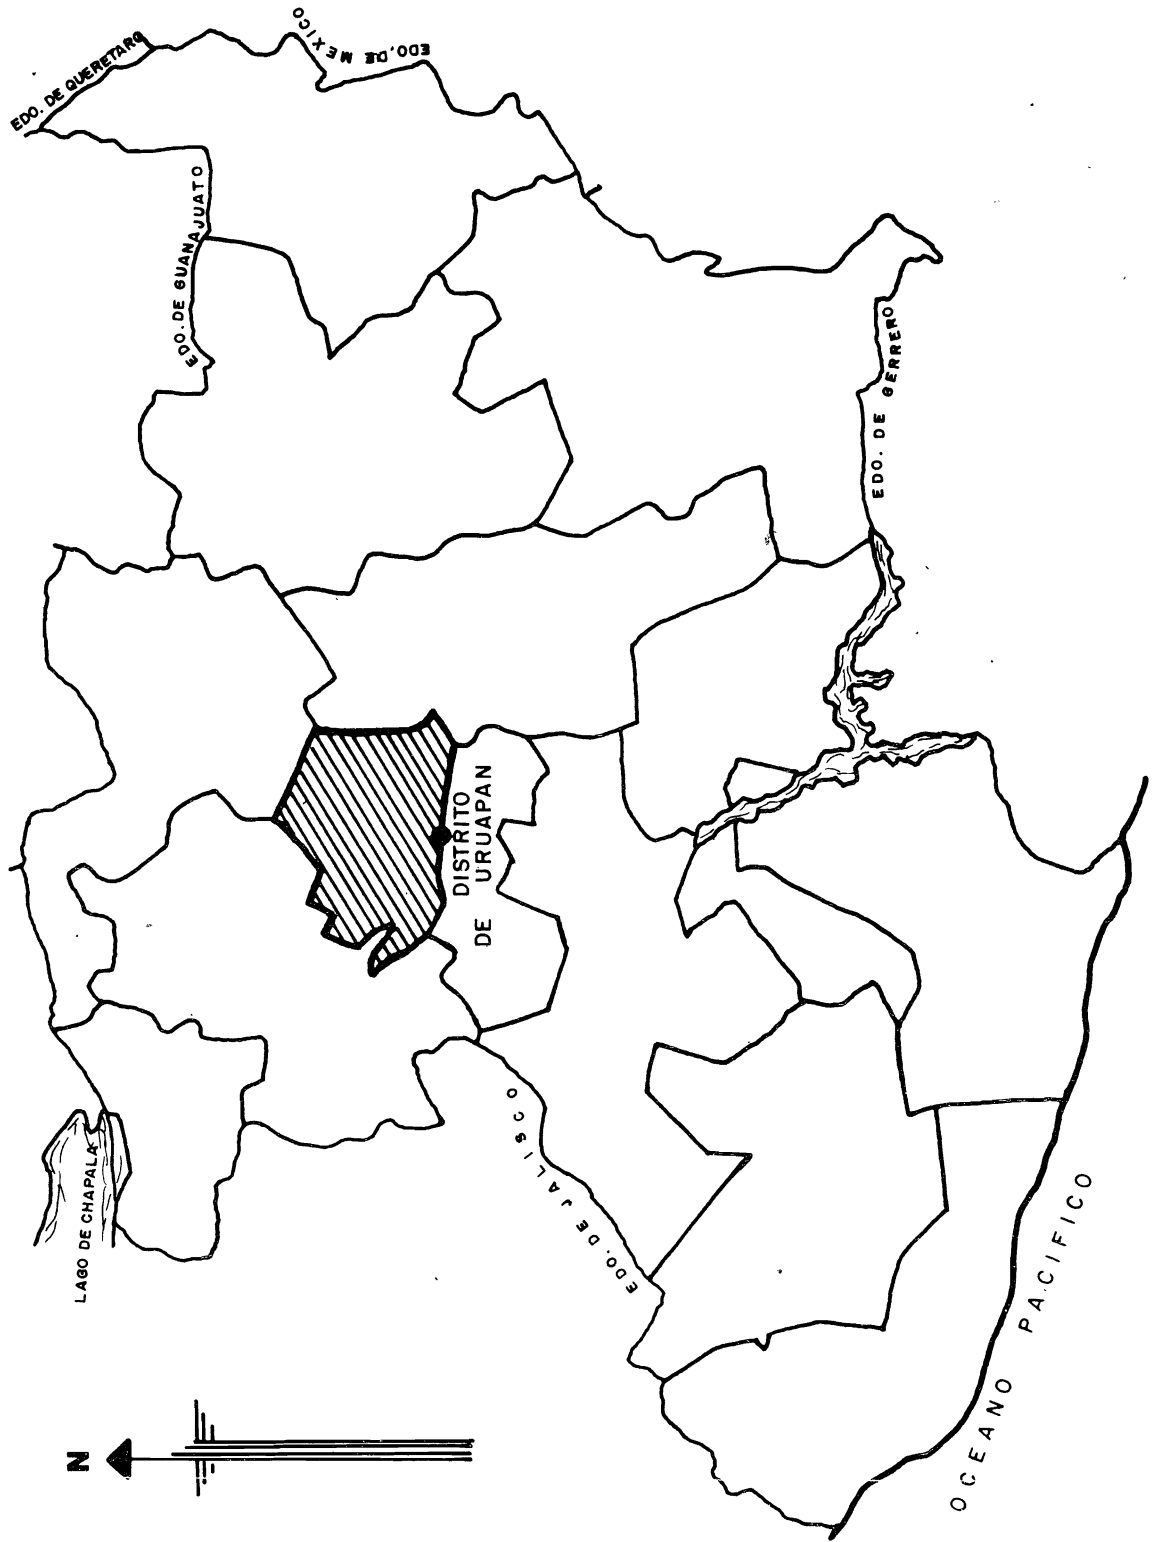 N
LAGO DE CHAPALA
EDO. DE GUANAJUATO
EDO. DE QUERETARO
EDO. DE MEXICO
DISTRITO
DE URUAPAN
EDO. DE JALISCO
EDO. DE GERRERO
OCEANO PACIFICO